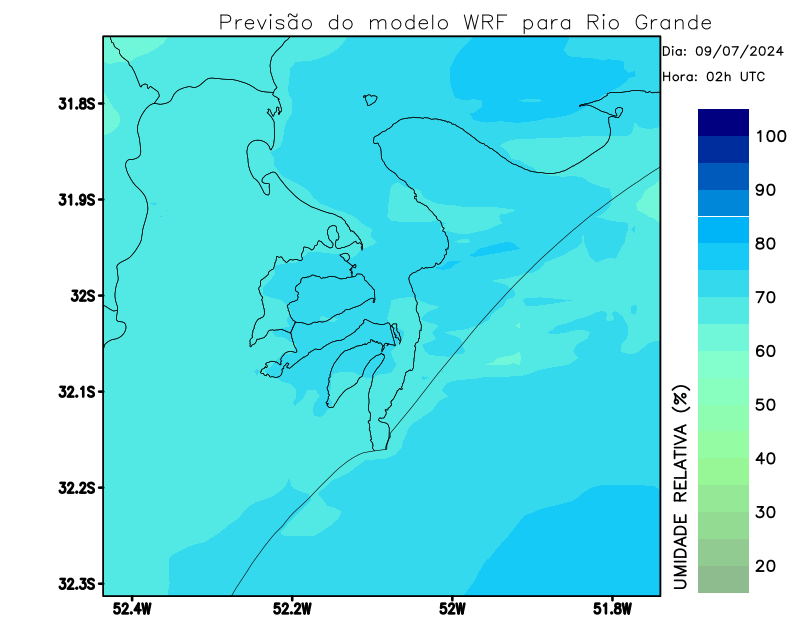 Previsão do modelo WRF para Rio Grande
Dia: 09/07/2024
Hora: 02h UTC
31.8S
31.9S
32S
32.1S
32.2S
32.3S
52.4W
52.2W
52W
51.8W
100
90
80
70
60
50
40
30
20
UMIDADE RELATIVA (%)